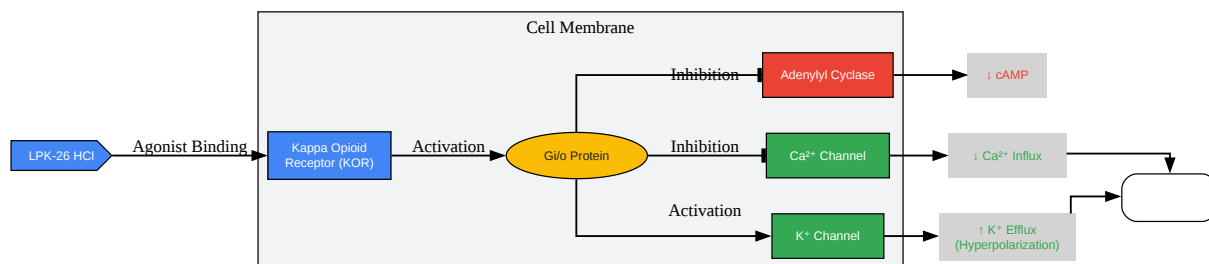 Cell Membrane
LPK-26 HCl
Agonist Binding
Kappa Opioid
Receptor (KOR)
Activation
Gi/o Protein
Inhibition
Adenylyl Cyclase
↓ cAMP
Inhibition
Ca²⁺ Channel
↓ Ca²⁺ Influx
Activation
K⁺ Channel
↑ K⁺ Efflux
(Hyperpolarization)